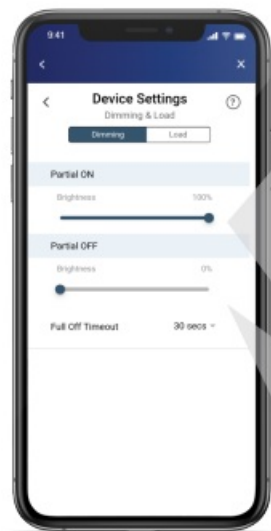 9:41
Device Settings
Dimming & Load
Dimming Load
Partial ON
Brightness 100%
Partial OFF
Brightness 0%
Full Off Timeout 30 secs